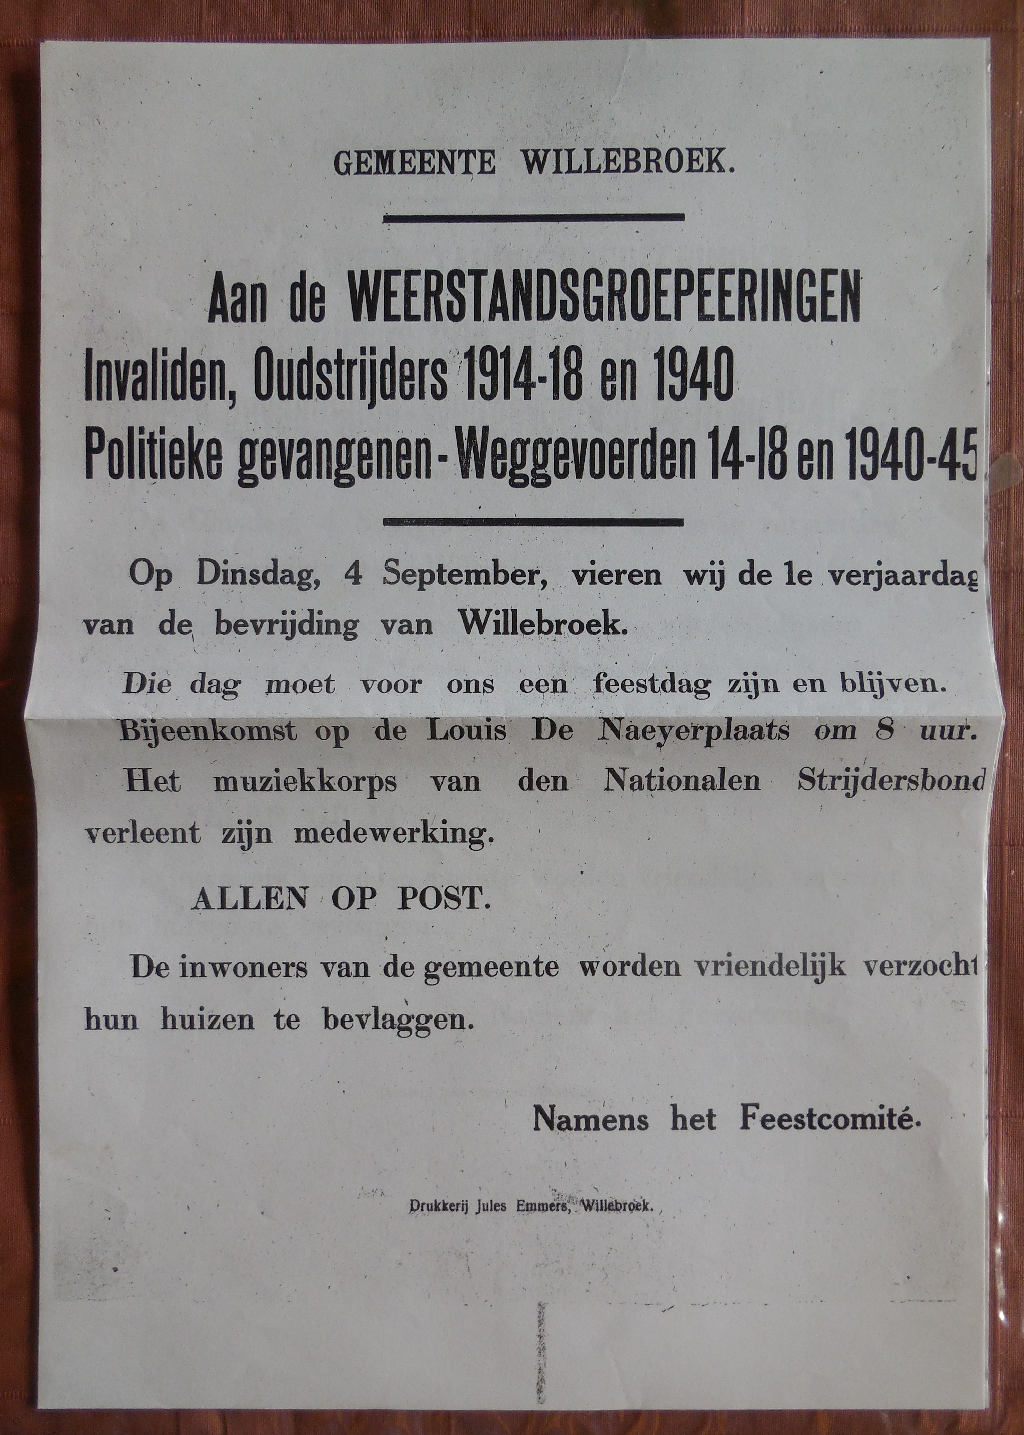 GEMEENTE WILLEBROEK.
Aan de WEERSTANDSGROEPEERINGEN
Invaliden, Oudstrijders 1914-18 en 1940
Politieke gevangenen - Weggevoerden 14-18 en 1940-45
Op Dinsdag, 4 September, vieren wij de 1e verjaardag
van de bevrijding van Willebroek.
Die dag moet voor ons een feestdag zijn en blijven.
Bijeenkomst op de Louis De Naeyerplaats om 8 uur.
Het muziekkorps van den Nationalen Strijdersbond
verleent zijn medewerking.
ALLEN OP POST.
De inwoners van de gemeente worden vriendelijk verzocht
hun huizen te bevlaggen.
Namens het Feestcomité.
Drukkerij Jules Emmers, Willebroek.